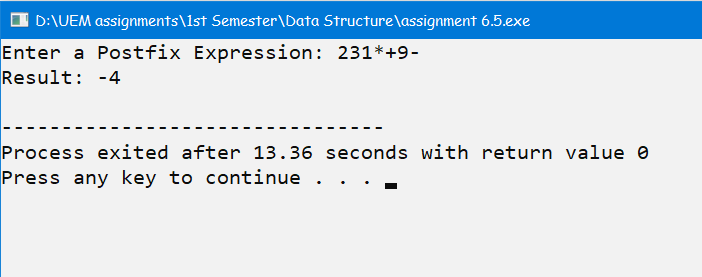 D:\UEM assignments\1st Semester\Data Structure\assignment 6.5.exe
Enter a Postfix Expression: 231*+9-
Result: -4
--------------------------------
Process exited after 13.36 seconds with return value 0
Press any key to continue . . .